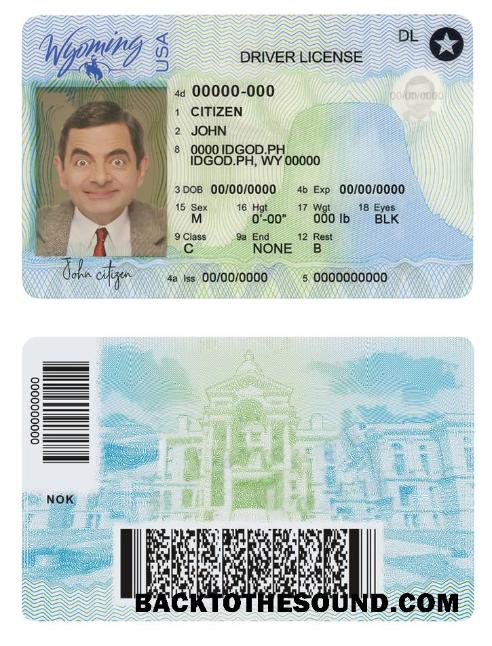 Wyoming USA
DRIVER LICENSE
DL
4d 00000-000
1 CITIZEN
2 JOHN
8 0000 IDGOD.PH
IDGOD.PH, WY 00000
00/00/0000
3 DOB 00/00/0000 4b Exp 00/00/0000
15 Sex 16 Hgt 17 Wgt 18 Eyes
M 0'-00" 000 lb BLK
9 Class 9a End 12 Rest
C NONE B
John citizen
4a Iss 00/00/0000 5 0000000000
0000000000
NOK
BACKTOTHESOUND.COM